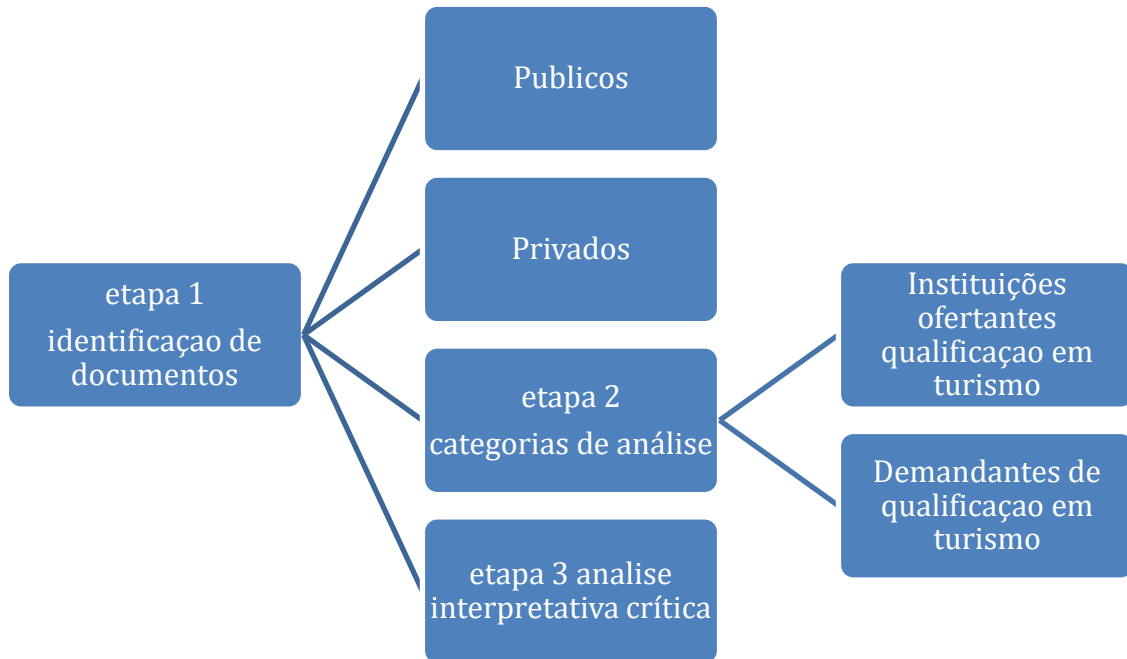 etapa 1
identificaçao de
documentos
Publicos
Privados
etapa 2
categorias de análise
etapa 3 analise
interpretativa crítica
Instituições
ofertantes
qualificaçao em
turismo
Demandantes de
qualificaçao em
turismo